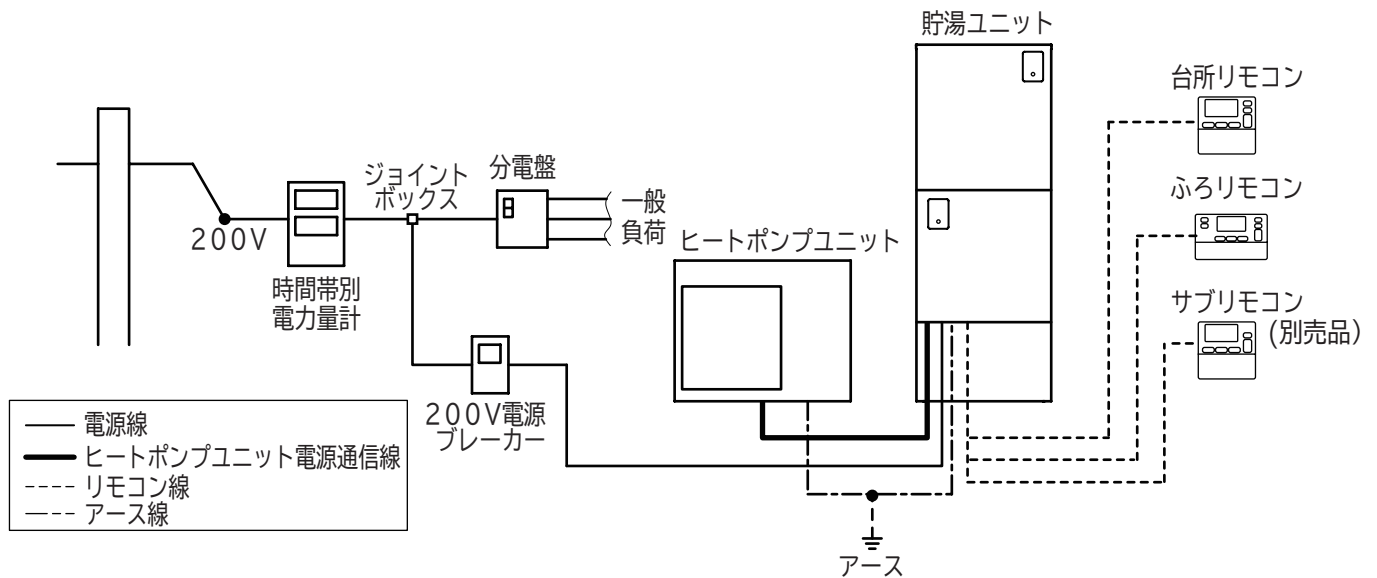 貯湯ユニット
台所リモコン
ジョイント
ボックス
分電盤
一般
負荷
ふろリモコン
200V
ヒートポンプユニット
時間帯別
電力量計
サブリモコン
(別売品)
200V電源
ブレーカー
電源線
ヒートポンプユニット電源通信線
リモコン線
アース線
アース